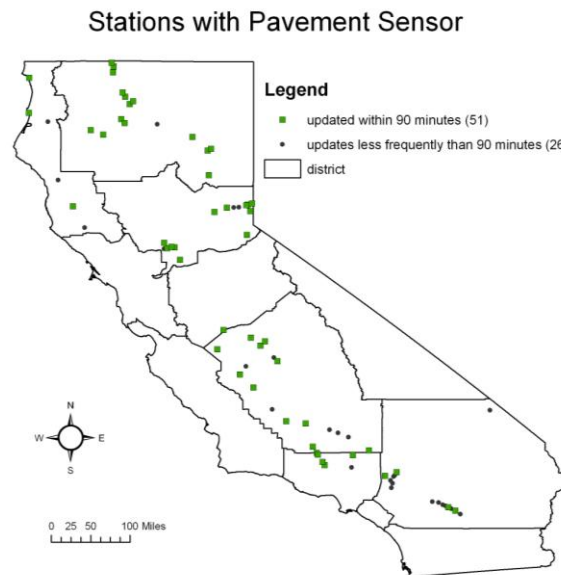 Stations with Pavement Sensor
Legend
updated within 90 minutes (51)
updates less frequently than 90 minutes (26
district
N
W E
S
0 25 50 100 Miles